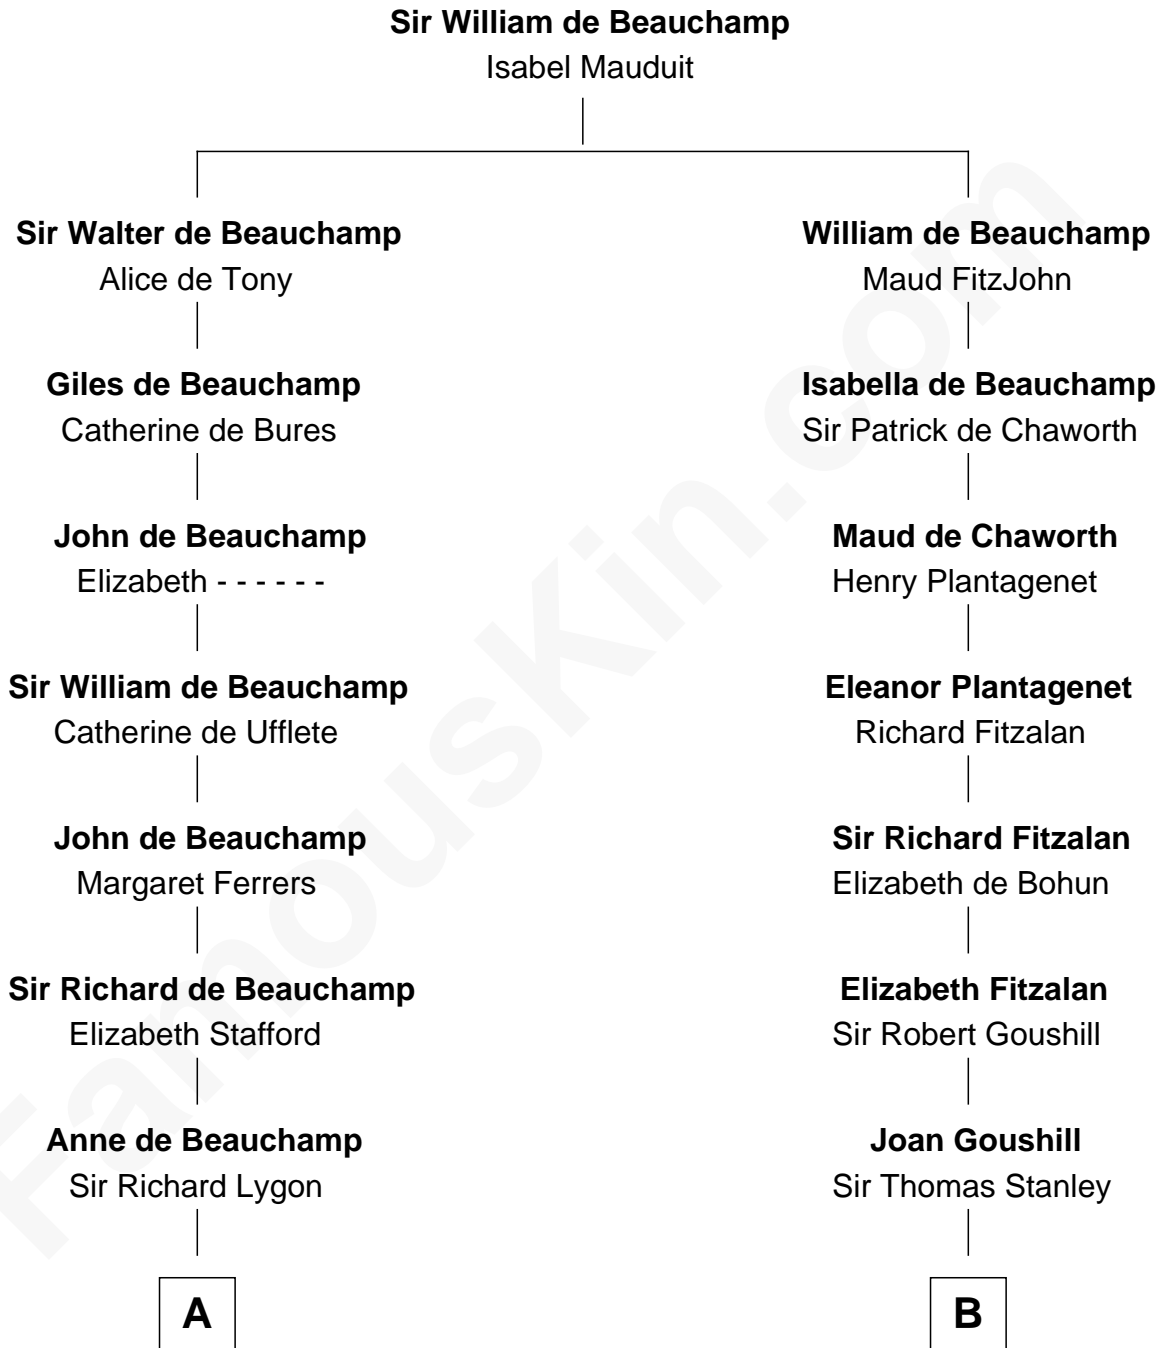 Sir William de Beauchamp
Isabel Mauduit
Sir Walter de Beauchamp
Alice de Tony
William de Beauchamp
Maud FitzJohn
Giles de Beauchamp
Catherine de Bures
Isabella de Beauchamp
Sir Patrick de Chaworth
John de Beauchamp
Elizabeth - - - - - -
Maud de Chaworth
Henry Plantagenet
Sir William de Beauchamp
Catherine de Ufflete
Eleanor Plantagenet
Richard Fitzalan
John de Beauchamp
Margaret Ferrers
Sir Richard Fitzalan
Elizabeth de Bohun
Sir Richard de Beauchamp
Elizabeth Stafford
Elizabeth Fitzalan
Sir Robert Goushill
Anne de Beauchamp
Sir Richard Lygon
Joan Goushill
Sir Thomas Stanley
A
B
FamousKin.com